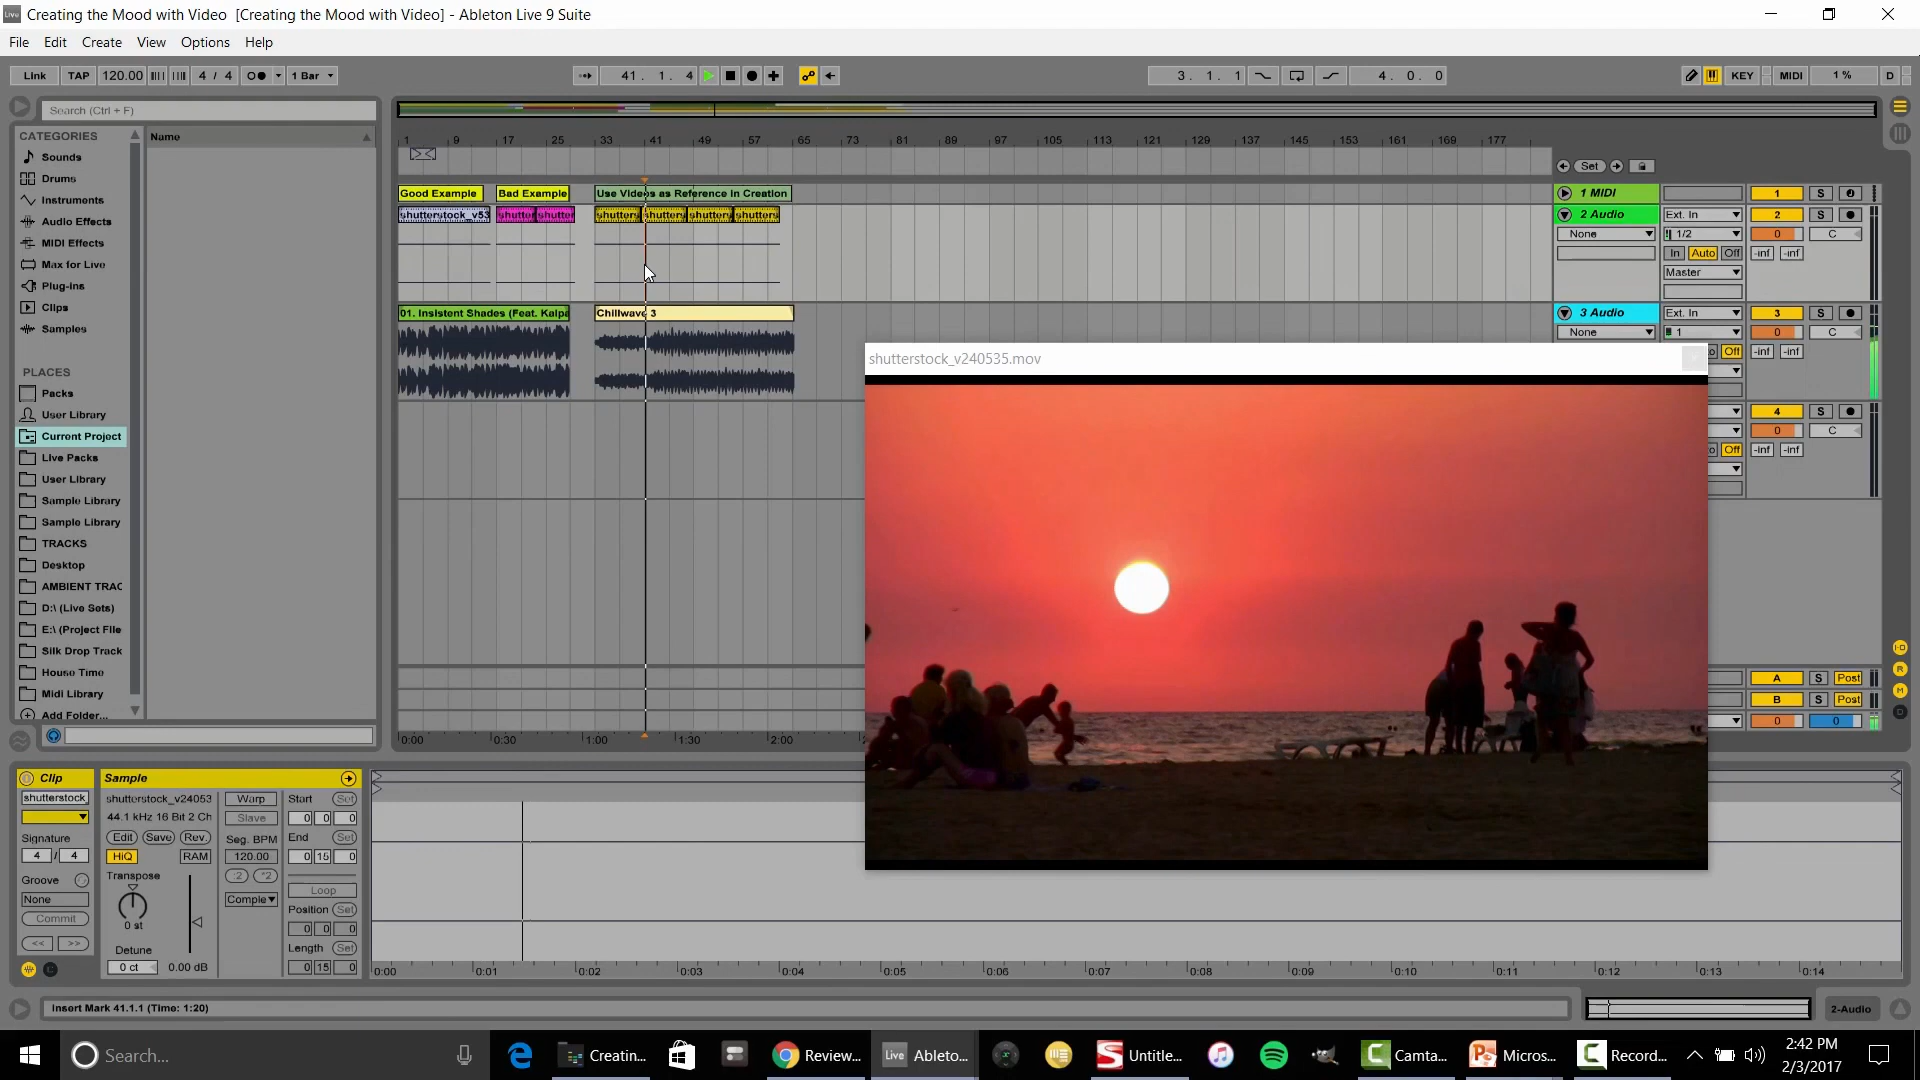 Creating the Mood with Video  [Creating the Mood with Video] - Ableton Live 9 Suite
File Edit Create View Options Help
Link TAP 120.00 4 / 4 1 Bar 41. 1. 4 3. 1. 1 4. 0. 0 KEY MIDI 1 % D
Search (Ctrl + F)
CATEGORIES
Name
Sounds
Drums
Instruments
Audio Effects
MIDI Effects
Max for Live
Plug-ins
Clips
Samples
PLACES
Packs
User Library
Current Project
Live Packs
User Library
Sample Library
Sample Library
TRACKS
Desktop
AMBIENT TRAC
D:\ (Live Sets)
E:\ (Project File
Silk Drop Track
House Time
Midi Library
Add Folder...
1 9 17 25 33 41 49 57 65 73 81 89 97 105 113 121 129 137 145 153 161 169 177
Set
Good Example Bad Example Use Videos as Reference in Creation
shutterstock_v53 shutter shutter shutters shutters shutters shutters
01. Insistent Shades (Feat. Kalpa Chillwave 3
0:00 0:30 1:00 1:30 2:00
1 MIDI 1 S
2 Audio Ext. In 2 S
None 1/2 0 C
In Auto Off -inf -inf
Master
3 Audio Ext. In 3 S
None 1 0 C
Off -inf -inf
4 S
0 C
Off -inf -inf
A S Post
B S Post
0 0
shutterstock_v240535.mov
Clip
shutterstock
Signature
4 / 4
Groove
None
Commit
<< >>
Sample
shutterstock_v24053
44.1 kHz 16 Bit 2 Ch
Edit Save Rev.
HiQ RAM
Transpose
0 st
Detune
0 ct 0.00 dB
Warp
Slave
Seg. BPM
120.00
:2 *2
Comple
Start Set
0 0 0
End Set
0 15 0
Loop
Position Set
0 0 0
Length Set
0 15 0
0:00 0:01 0:02 0:03 0:04 0:05 0:06 0:07 0:08 0:09 0:10 0:11 0:12 0:13 0:14
Insert Mark 41.1.1 (Time: 1:20)
2-Audio
Search... Creatin... Review... Live Ableto... Untitle... Camta... Micros... Record...
2:42 PM
2/3/2017